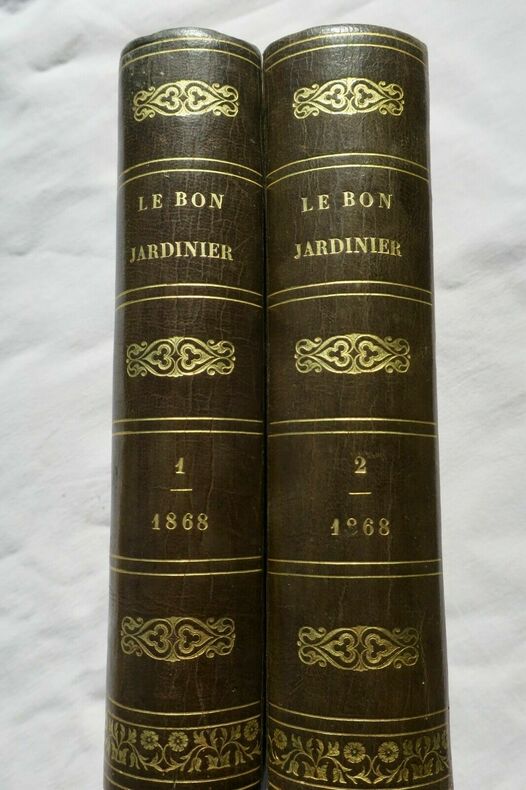 LE BON
JARDINIER
1
1868
LE BON
JARDINIER
2
1868